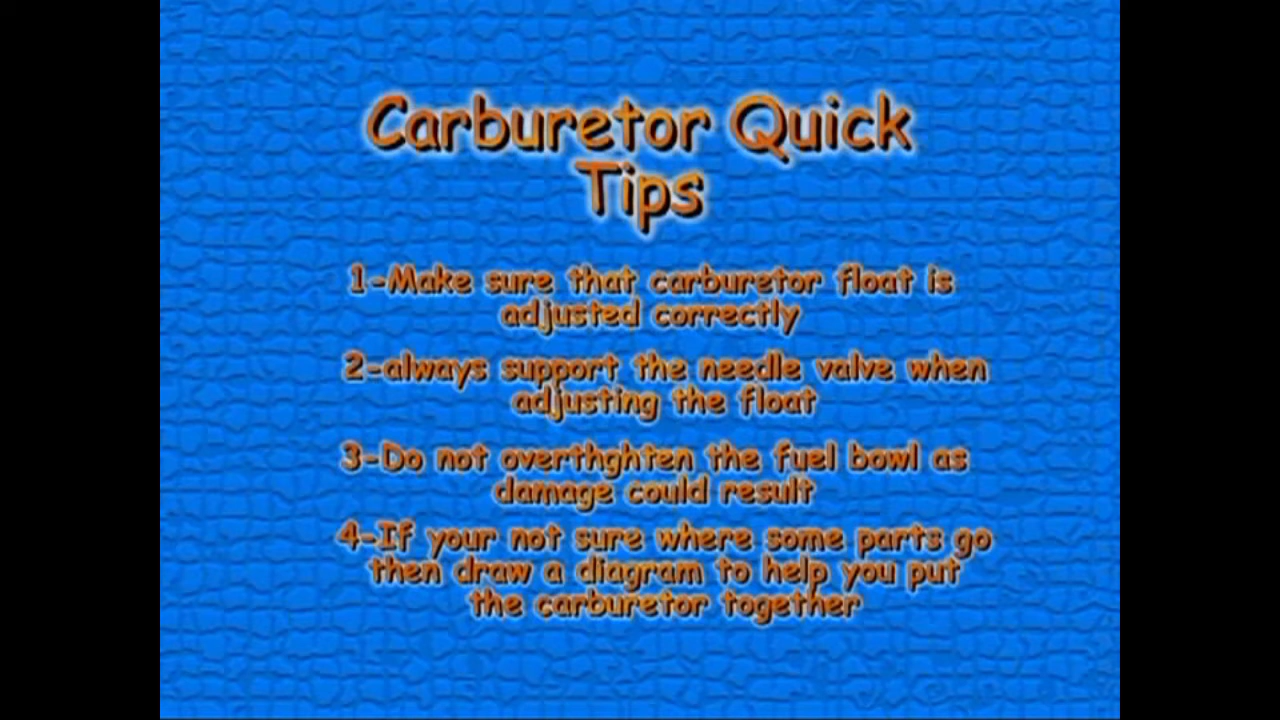 Carburetor Quick
Tips
1-Make sure that carburetor float is
adjusted correctly
2-always support the needle valve when
adjusting the float
3-Do not overthghten the fuel bowl as
damage could result
4-If your not sure where some parts go
then draw a diagram to help you put
the carburetor together